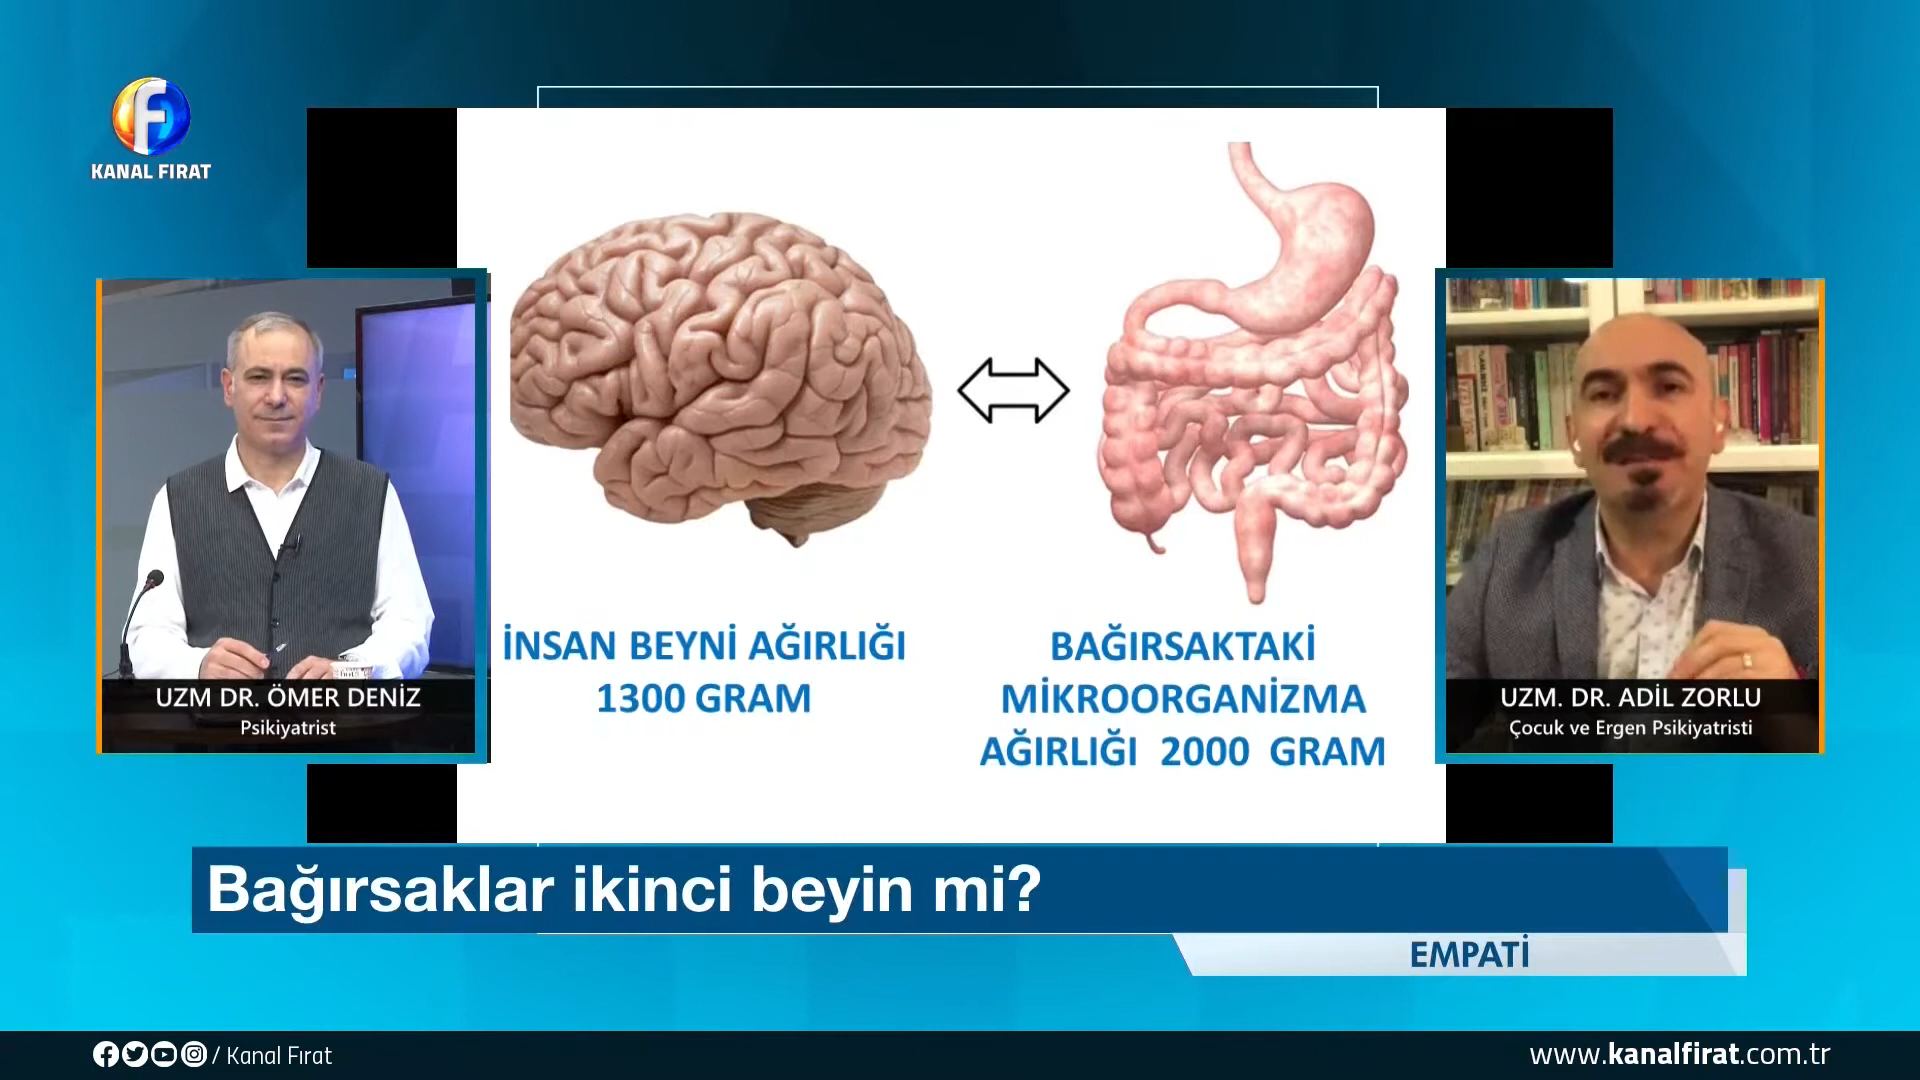 KANAL FIRAT
İNSAN BEYNİ AĞIRLIĞI
1300 GRAM
BAĞIRSAKTAKİ
MİKROORGANİZMA
AĞIRLIĞI 2000 GRAM
UZM DR. ÖMER DENİZ
Psikiyatrist
UZM. DR. ADİL ZORLU
Çocuk ve Ergen Psikiyatristi
Bağırsaklar ikinci beyin mi?
EMPATİ
/ Kanal Fırat
www.kanalfirat.com.tr